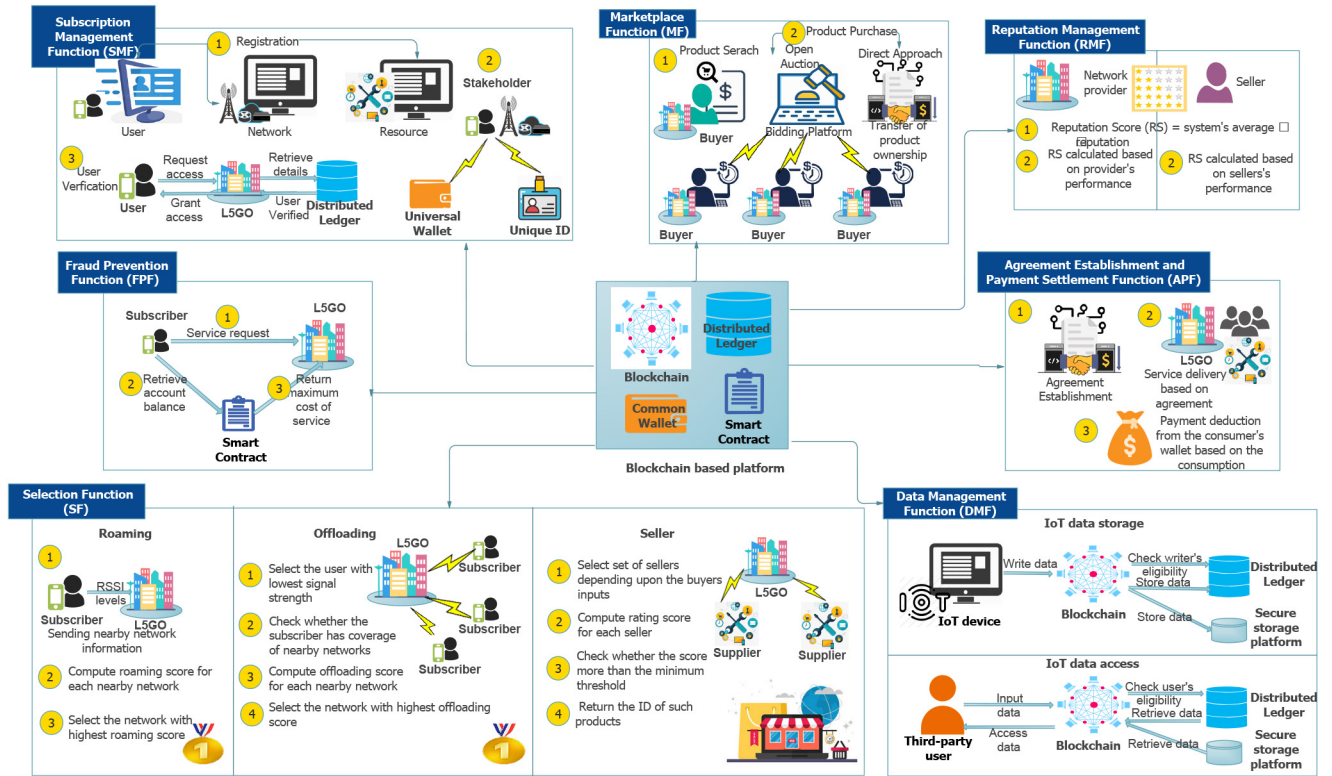 Subscription
Management
Function (SMF)
1
Registration
User
Network
Resource
2
Stakeholder
3
User
Verfication
User
Request
access
Grant
access
L5GO
Retrieve
details
User
Verified
Distributed
Ledger
Universal
Wallet
Unique ID
Marketplace
Function (MF)
1
Product Serach
Buyer
2
Product Purchase
Open
Auction
Bidding Platform
Direct Approach
Transfer of
product
ownership
Buyer
Buyer
Buyer
Reputation Management
Function (RMF)
Network
provider
Seller
1
Reputation Score (RS) = system's average □
□
reputation
2
RS calculated based
on provider's
performance
2
RS calculated based
on sellers's
performance
Fraud Prevention
Function (FPF)
Subscriber
1
Service request
L5GO
2
Retrieve
account
balance
3
Return
maximum
cost of
service
Smart
Contract
Blockchain
Distributed
Ledger
Common
Wallet
Smart
Contract
Blockchain based platform
Agreement Establishment and
Payment Settlement Function (APF)
1
Agreement
Establishment
2
L5GO
Service delivery
based on
agreement
3
Payment deduction
from the consumer's
wallet based on the
consumption
Selection Function
(SF)
Roaming
1
RSSI
levels
Subscriber
L5GO
Sending nearby network
information
2
Compute roaming score for
each nearby network
3
Select the network with
highest roaming score
1
Offloading
L5GO
Subscriber
Subscriber
Subscriber
1
Select the user with
lowest signal
strength
2
Check whether the
subscriber has coverage
of nearby networks
3
Compute offloading score
for each nearby network
4
Select the network with highest offloading
score
1
Seller
L5GO
Supplier
Supplier
1
Select set of sellers
depending upon the buyers
inputs
2
Compute rating score
for each seller
3
Check whether the score
more than the minimum
threshold
4
Return the ID of such
products
Data Management
Function (DMF)
IoT data storage
IOT
IoT device
Write data
Blockchain
Check writer's
eligibility
Store data
Store data
Distributed
Ledger
Secure
storage
platform
IoT data access
Third-party
user
Input
data
Access
data
Blockchain
Check user's
eligibility
Retrieve data
Retrieve data
Distributed
Ledger
Secure
storage
platform